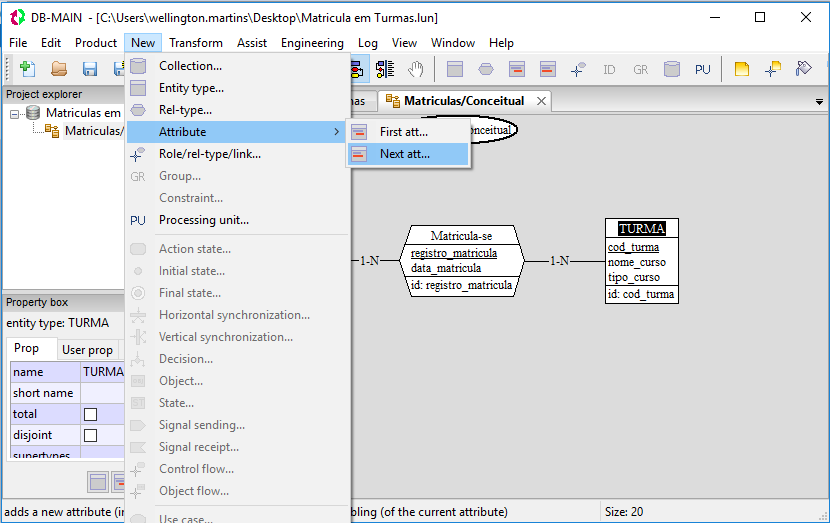 DB-MAIN - [C:\Users\wellington.martins\Desktop\Matricula em Turmas.lun]
File Edit Product New Transform Assist Engineering Log View Window Help
ID GR PU
Project explorer
Matriculas em
Matriculas/
Matriculas/Conceitual
Collection...
Entity type...
Rel-type...
Attribute
First att...
Next att...
Role/rel-type/link...
GR Group...
Constraint...
PU Processing unit...
Action state...
Initial state...
Final state...
Horizontal synchronization...
Vertical synchronization...
Decision...
Object...
State...
Signal sending...
Signal receipt...
Control flow...
Object flow...
Use case...
1-N
Matricula-se
registro_matricula
data_matricula
id: registro_matricula
1-N
TURMA
cod_turma
nome_curso
tipo_curso
id: cod_turma
Property box
entity type: TURMA
Prop User prop
name TURMA
short name
total
disjoint
supertypes
adds a new attribute (in
(of the current attribute)
Size: 20